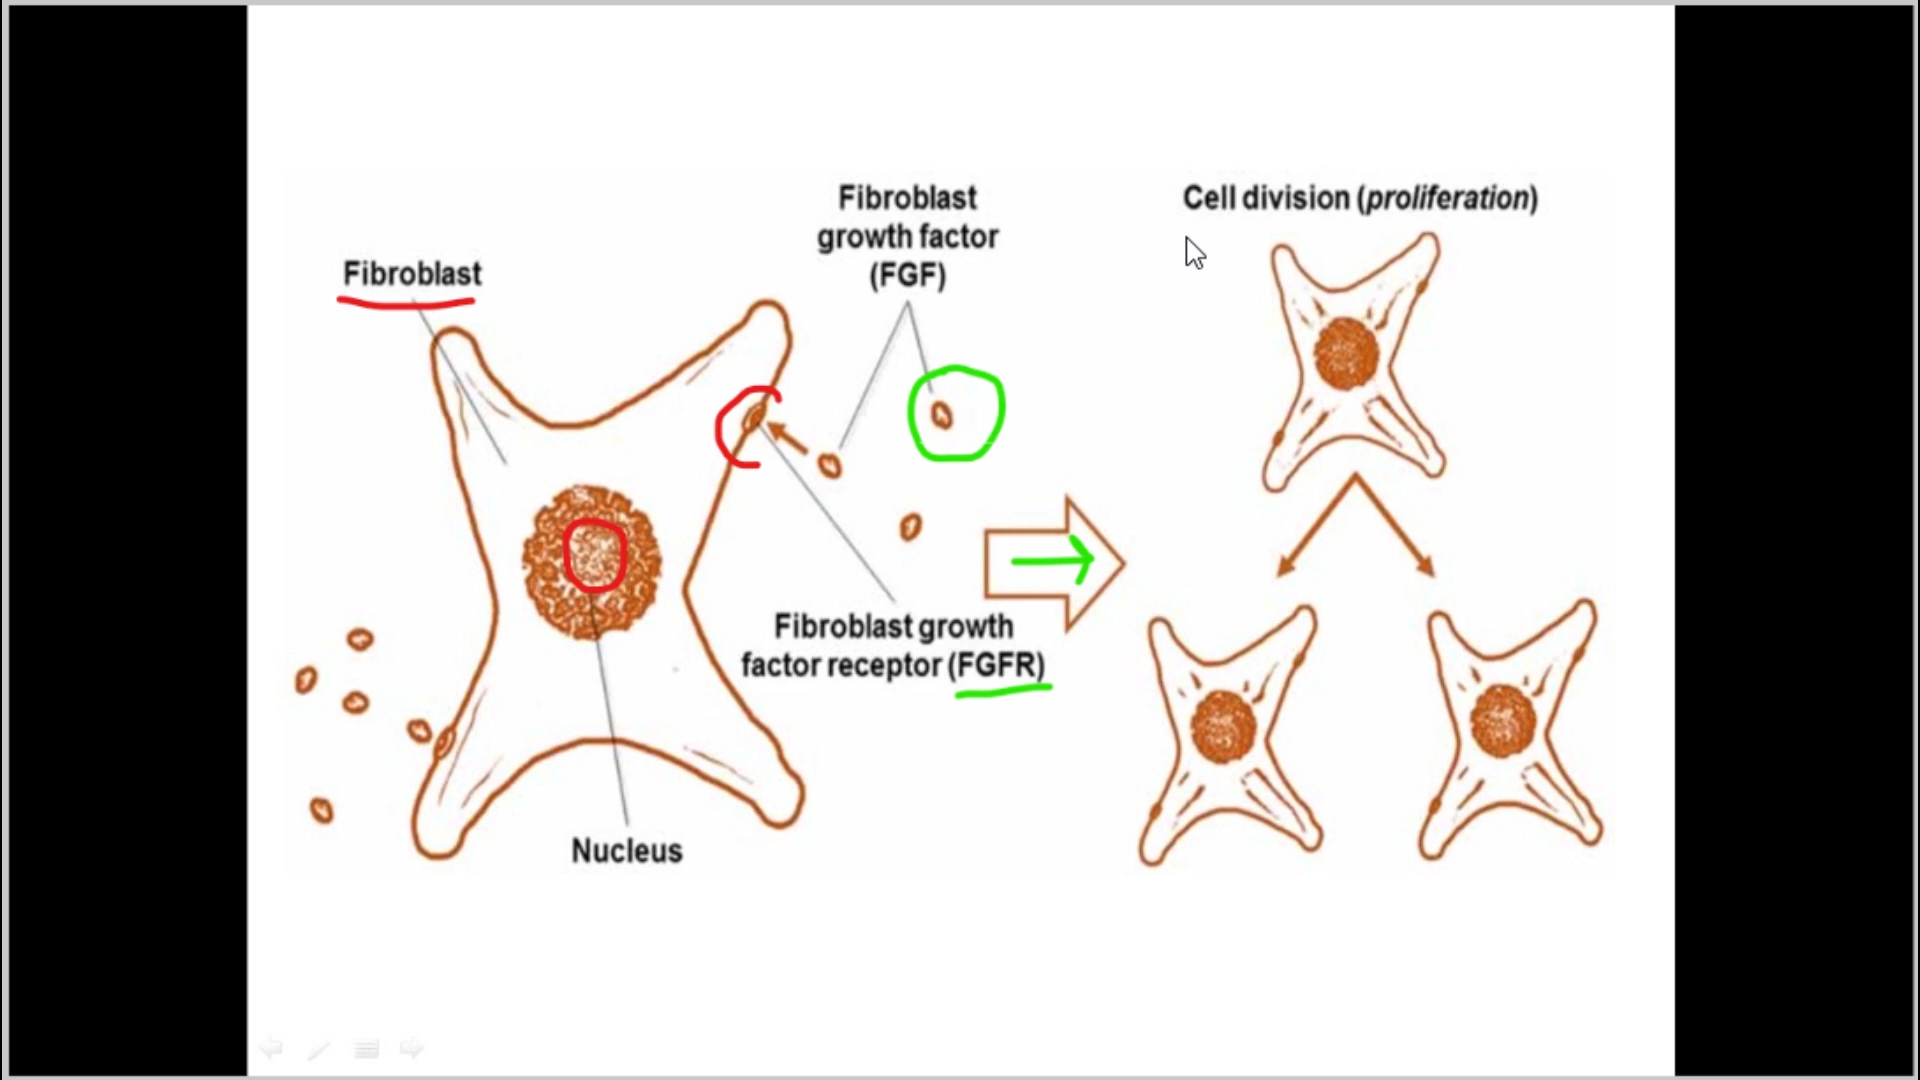 Fibroblast
Fibroblast
growth factor
(FGF)
Cell division (proliferation)
Fibroblast growth
factor receptor (FGFR)
Nucleus